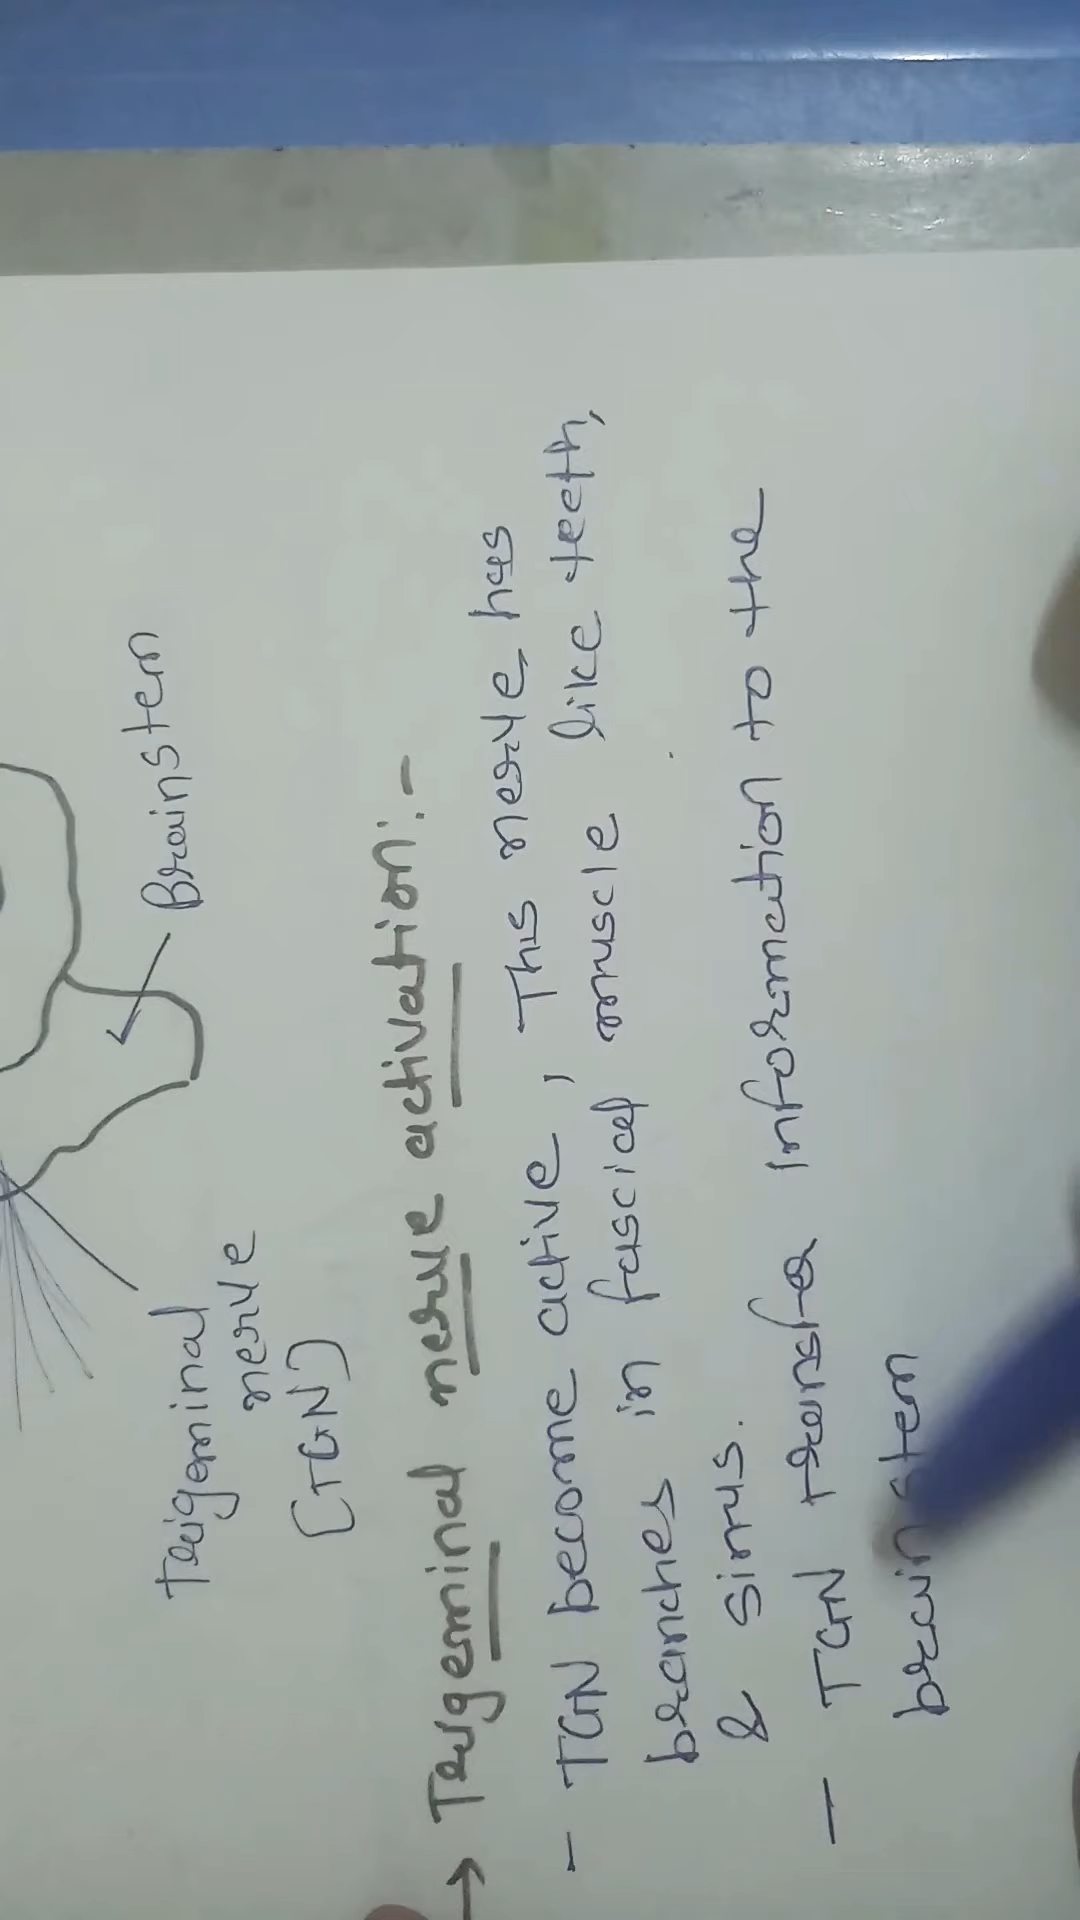 Brainstem
Trigeminal
nerve
[TGN]
→ Trigeminal nerve activation:-
- TGN become active, This nerve has
branches in fascial muscle like teeth,
& sinus.
- TGN transfer Information to the
brainstem